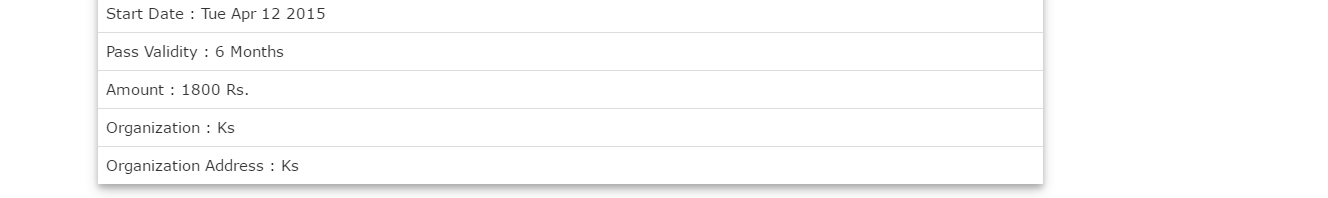 Start Date : Tue Apr 12 2015
Pass Validity : 6 Months
Amount : 1800 Rs.
Organization : Ks
Organization Address : Ks